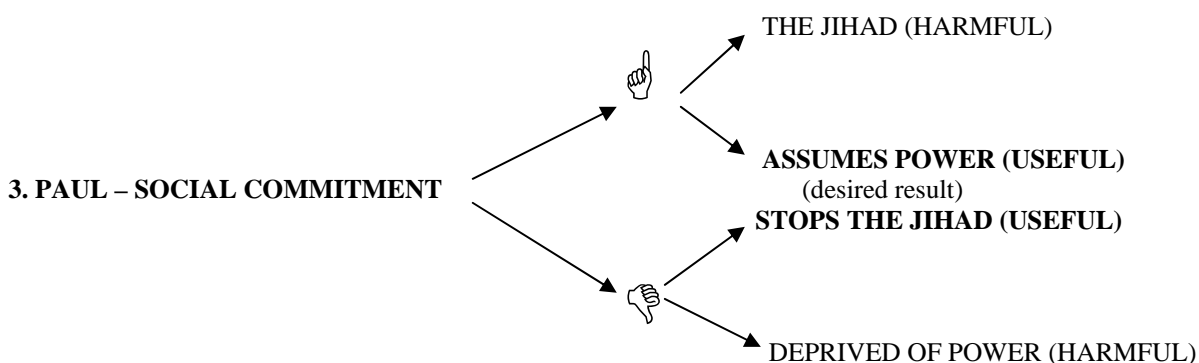 THE JIHAD (HARMFUL)
ASSUMES POWER (USEFUL)
(desired result)
3. PAUL – SOCIAL COMMITMENT
STOPS THE JIHAD (USEFUL)
DEPRIVED OF POWER (HARMFUL)